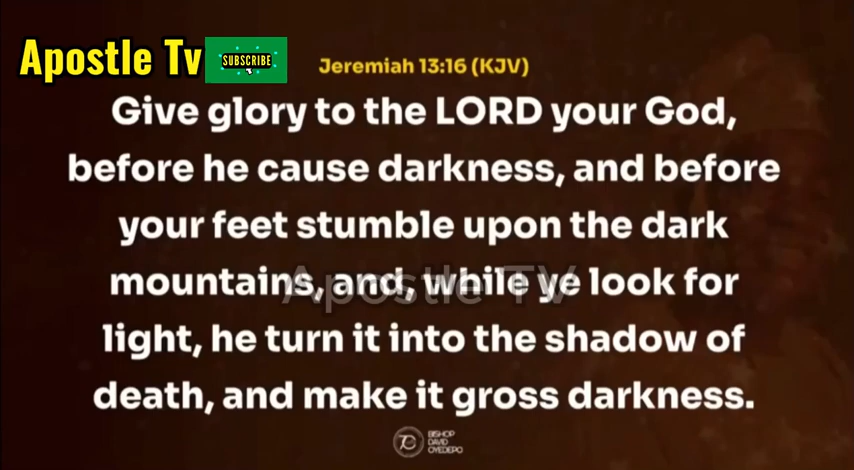 Apostle Tv
SUBSCRIBE
Jeremiah 13:16 (KJV)
Give glory to the LORD your God,
before he cause darkness, and before
your feet stumble upon the dark
mountains, and, while ye look for
light, he turn it into the shadow of
death, and make it gross darkness.
Apostle TV
BISHOP
DAVID
OYEDEPO